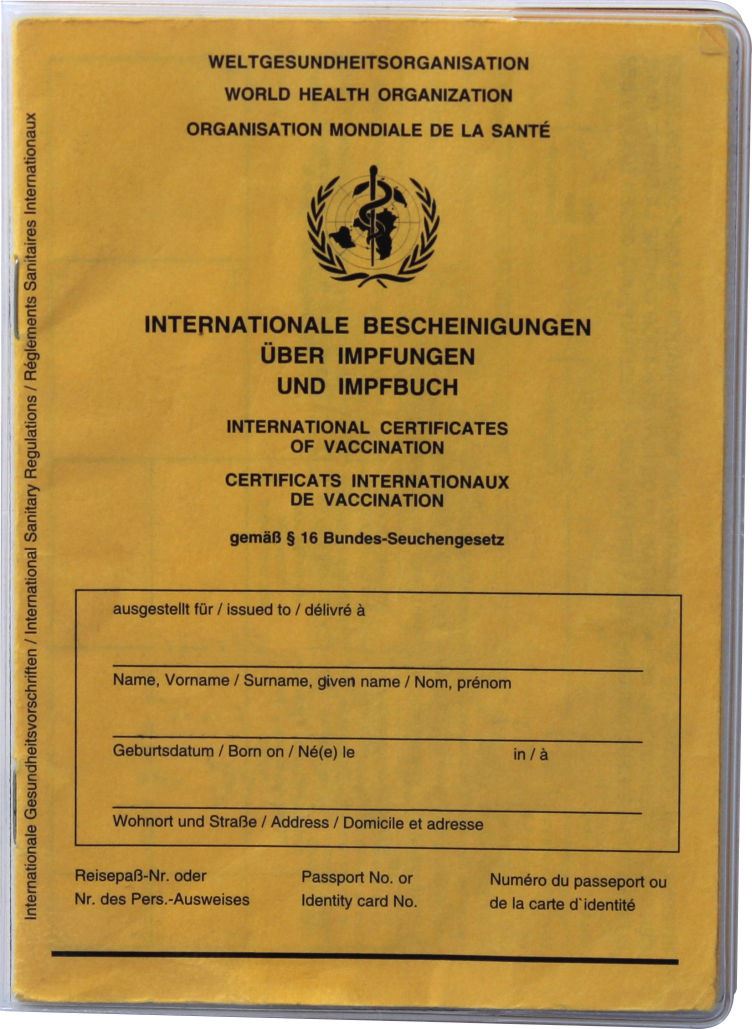 WELTGESUNDHEITSORGANISATION
WORLD HEALTH ORGANIZATION
ORGANISATION MONDIALE DE LA SANTÉ
INTERNATIONALE BESCHEINIGUNGEN
ÜBER IMPFUNGEN
UND IMPFBUCH
INTERNATIONAL CERTIFICATES
OF VACCINATION
CERTIFICATS INTERNATIONAUX
DE VACCINATION
gemäß § 16 Bundes-Seuchengesetz
ausgestellt für / issued to / délivré à
Name, Vorname / Surname, given name / Nom, prénom
Geburtsdatum / Born on / Né(e) le in / à
Wohnort und Straße / Address / Domicile et adresse
Reisepaß-Nr. oder Passport No. or Numéro du passeport ou
Nr. des Pers.-Ausweises Identity card No. de la carte d`identité
Internationale Gesundheitsvorschriften / International Sanitary Regulations / Réglements Sanitaires Internationaux